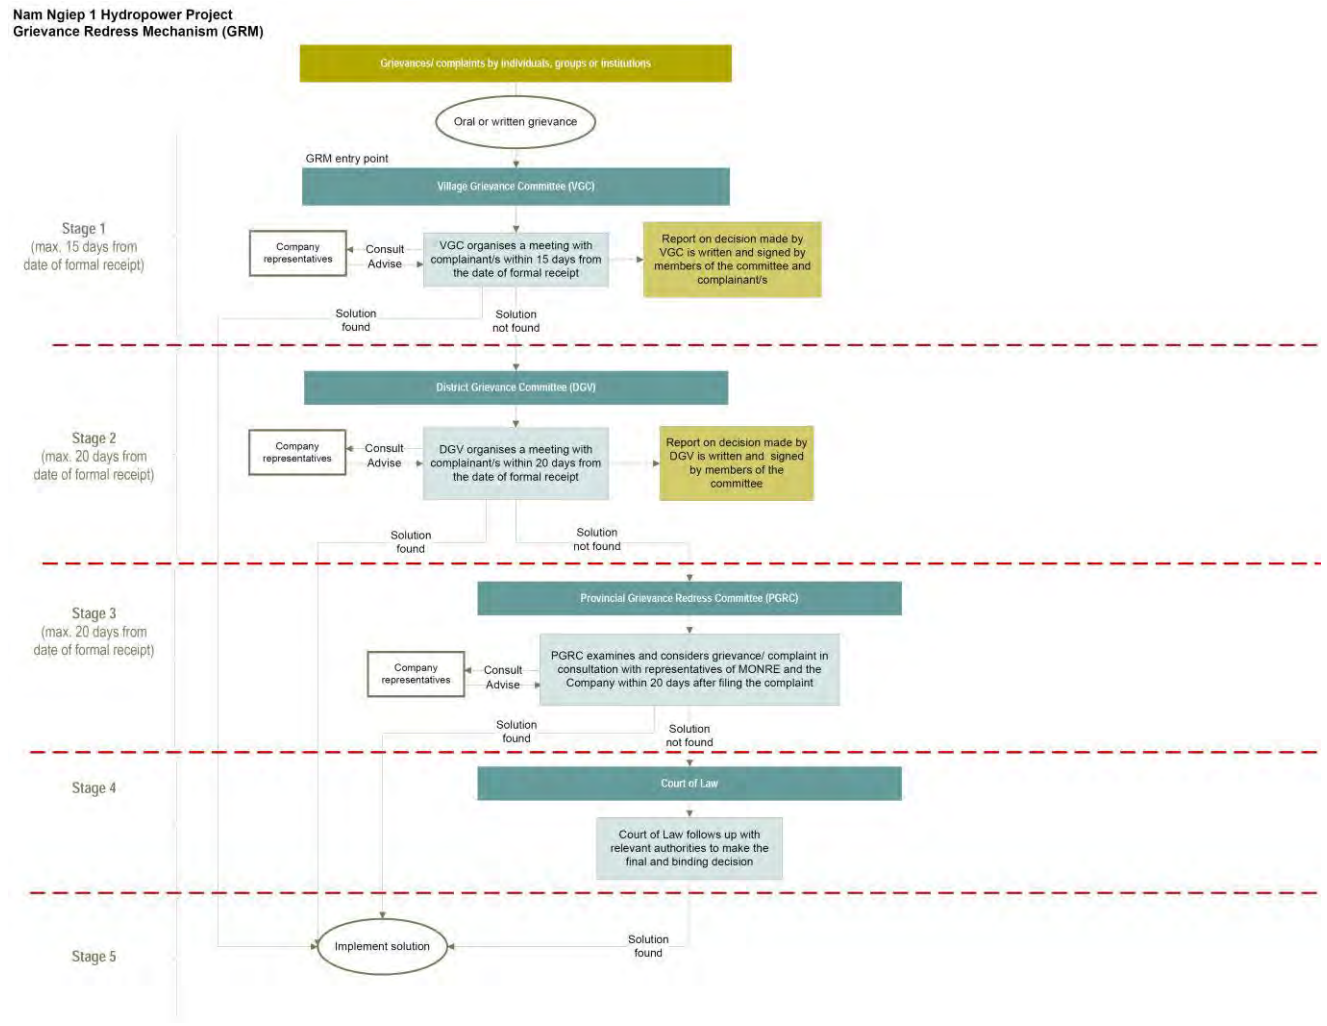 Nam Ngiep 1 Hydropower Project
Grievance Redress Mechanism (GRM)
Grievances/ complaints by individuals, groups or institutions
Oral or written grievance
GRM entry point
Village Grievance Committee (VGC)
Stage 1
(max. 15 days from
date of formal receipt)
Company
representatives
Consult
Advise
VGC organises a meeting with
complainant/s within 15 days from
the date of formal receipt
Report on decision made by
VGC is written and signed by
members of the committee and
complainant/s
Solution
found
Solution
not found
District Grievance Committee (DGV)
Stage 2
(max. 20 days from
date of formal receipt)
Company
representatives
Consult
Advise
DGV organises a meeting with
complainant/s within 20 days from
the date of formal receipt
Report on decision made by
DGV is written and signed
by members of the
committee
Solution
found
Solution
not found
Provincial Grievance Redress Committee (PGRC)
Stage 3
(max. 20 days from
date of formal receipt)
Company
representatives
Consult
Advise
PGRC examines and considers grievance/ complaint in
consultation with representatives of MONRE and the
Company within 20 days after filing the complaint
Solution
found
Solution
not found
Stage 4
Court of Law
Court of Law follows up with
relevant authorities to make the
final and binding decision
Stage 5
Implement solution
Solution
found